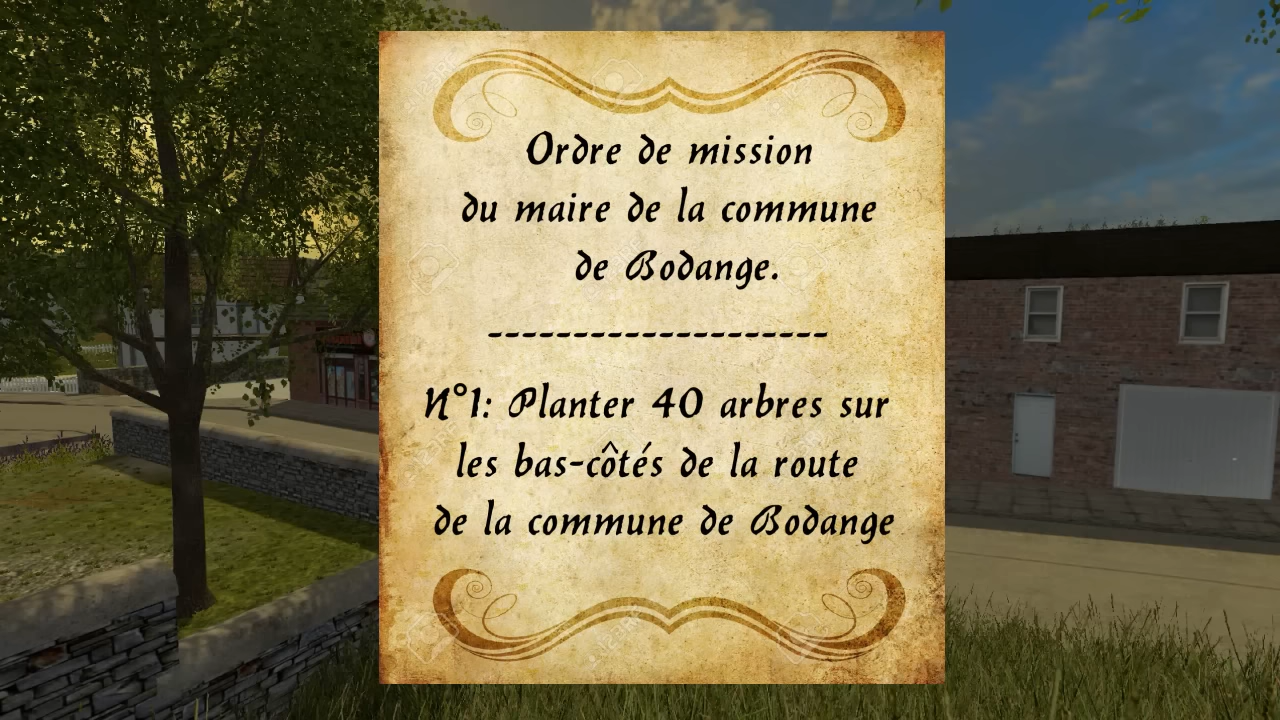 Ordre de mission
du maire de la commune
de Bodange.
--------------------
N°1: Planter 40 arbres sur
les bas-côtés de la route
de la commune de Bodange